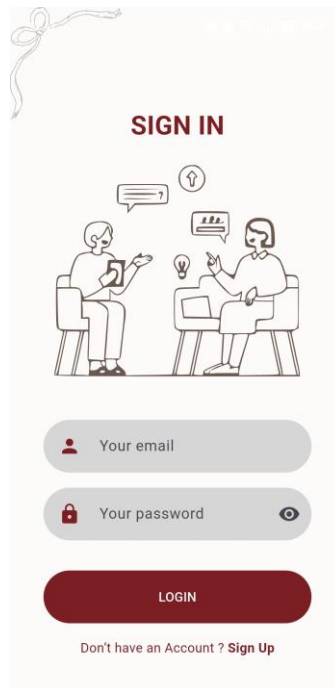 SIGN IN
?
Your email
Your password
LOGIN
Don't have an Account ? Sign Up